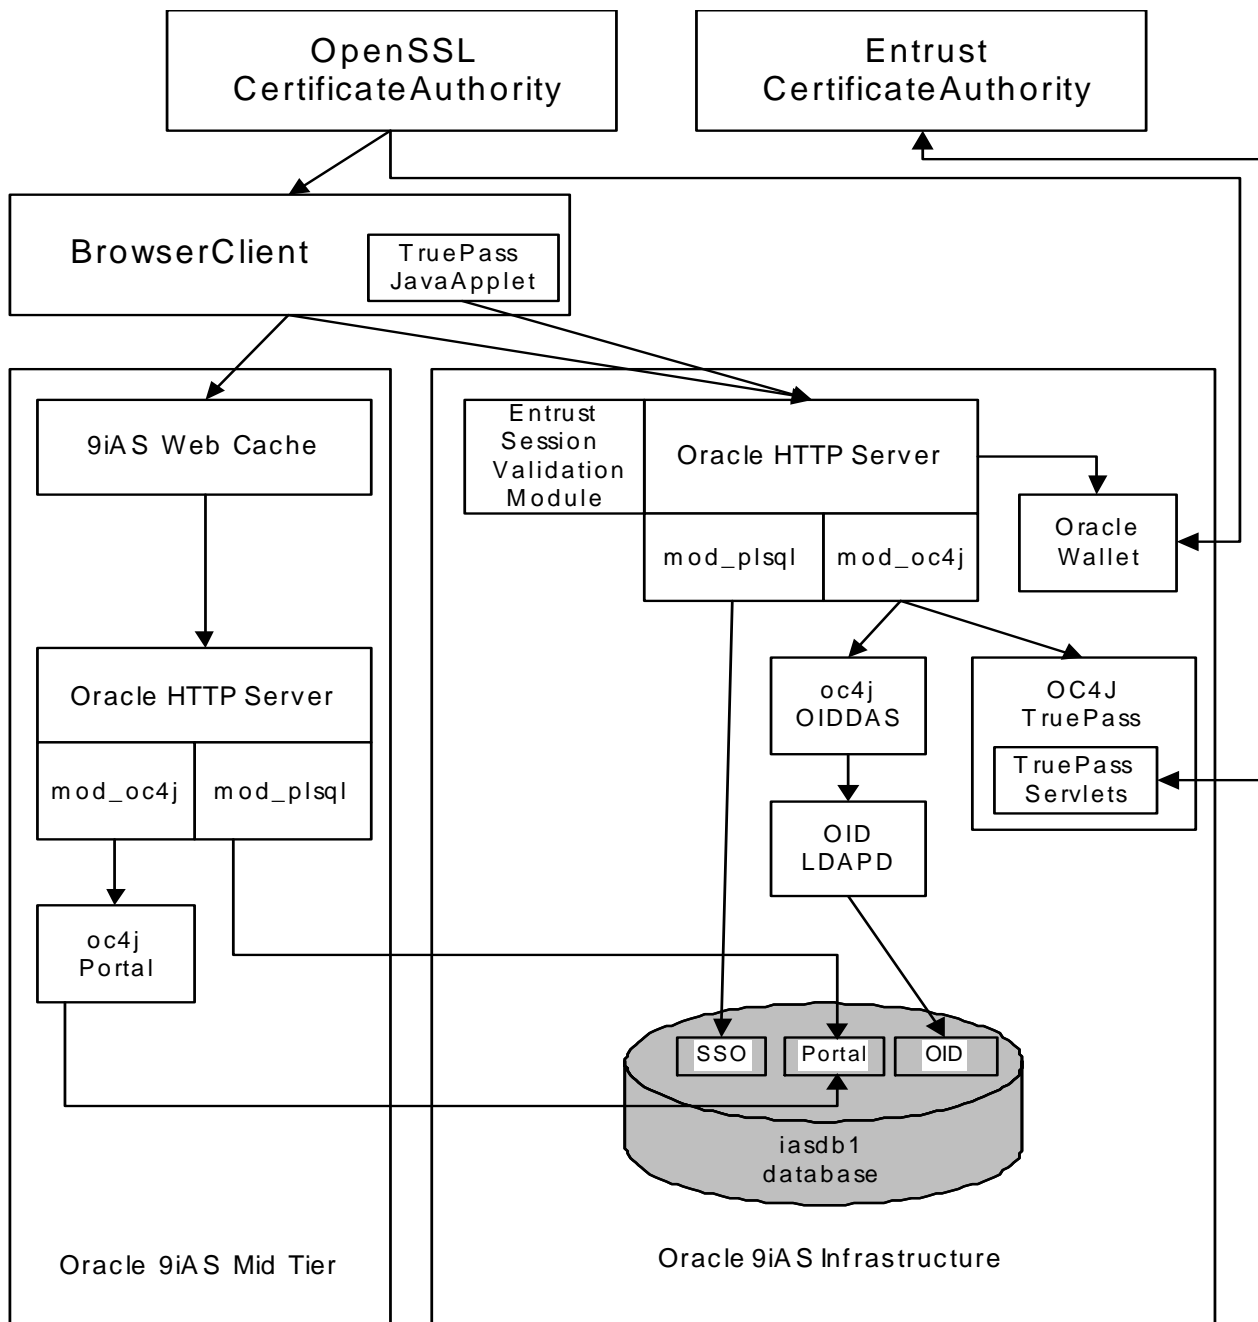 OpenSSL
CertificateAuthority
Entrust
CertificateAuthority
BrowserClient
TruePass
JavaApplet
9iAS Web Cache
Entrust
Session
Validation
Module
Oracle HTTP Server
mod_plsql
mod_oc4j
Oracle
Wallet
Oracle HTTP Server
mod_oc4j
mod_plsql
oc4j
OIDDAS
OC4J
TruePass
TruePass
Servlets
OID
LDAPD
oc4j
Portal
SSO
Portal
OID
iasdb1
database
Oracle 9iAS Mid Tier
Oracle 9iAS Infrastructure